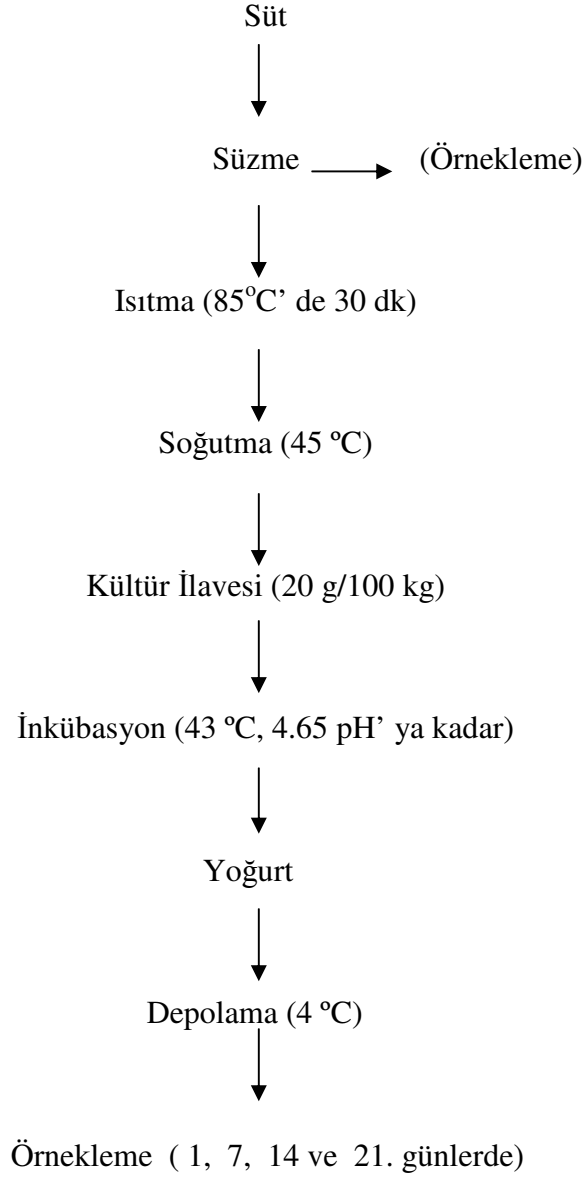 Süt
Süzme (Örnekleme)
Isıtma (85°C’ de 30 dk)
Soğutma (45 ºC)
Kültür İlavesi (20 g/100 kg)
İnkübasyon (43 ºC, 4.65 pH’ ya kadar)
Yoğurt
Depolama (4 ºC)
Örnekleme ( 1, 7, 14 ve 21. günlerde)